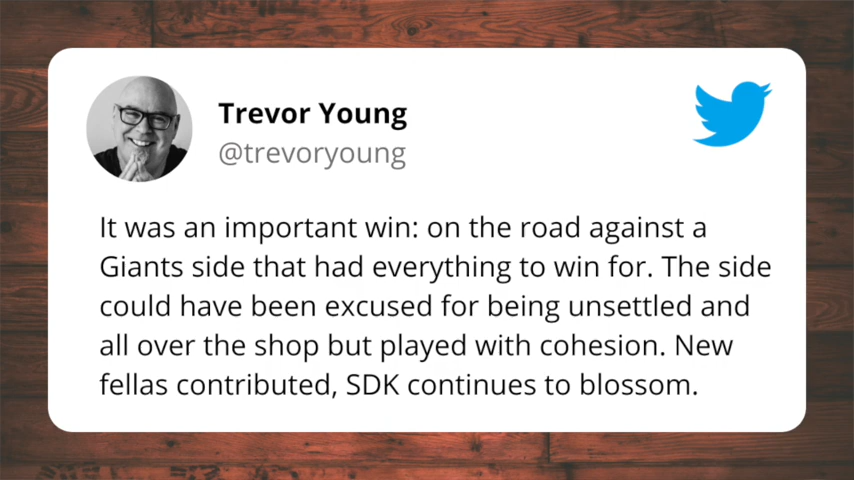 Trevor Young
@trevoryoung
It was an important win: on the road against a
Giants side that had everything to win for. The side
could have been excused for being unsettled and
all over the shop but played with cohesion. New
fellas contributed, SDK continues to blossom.